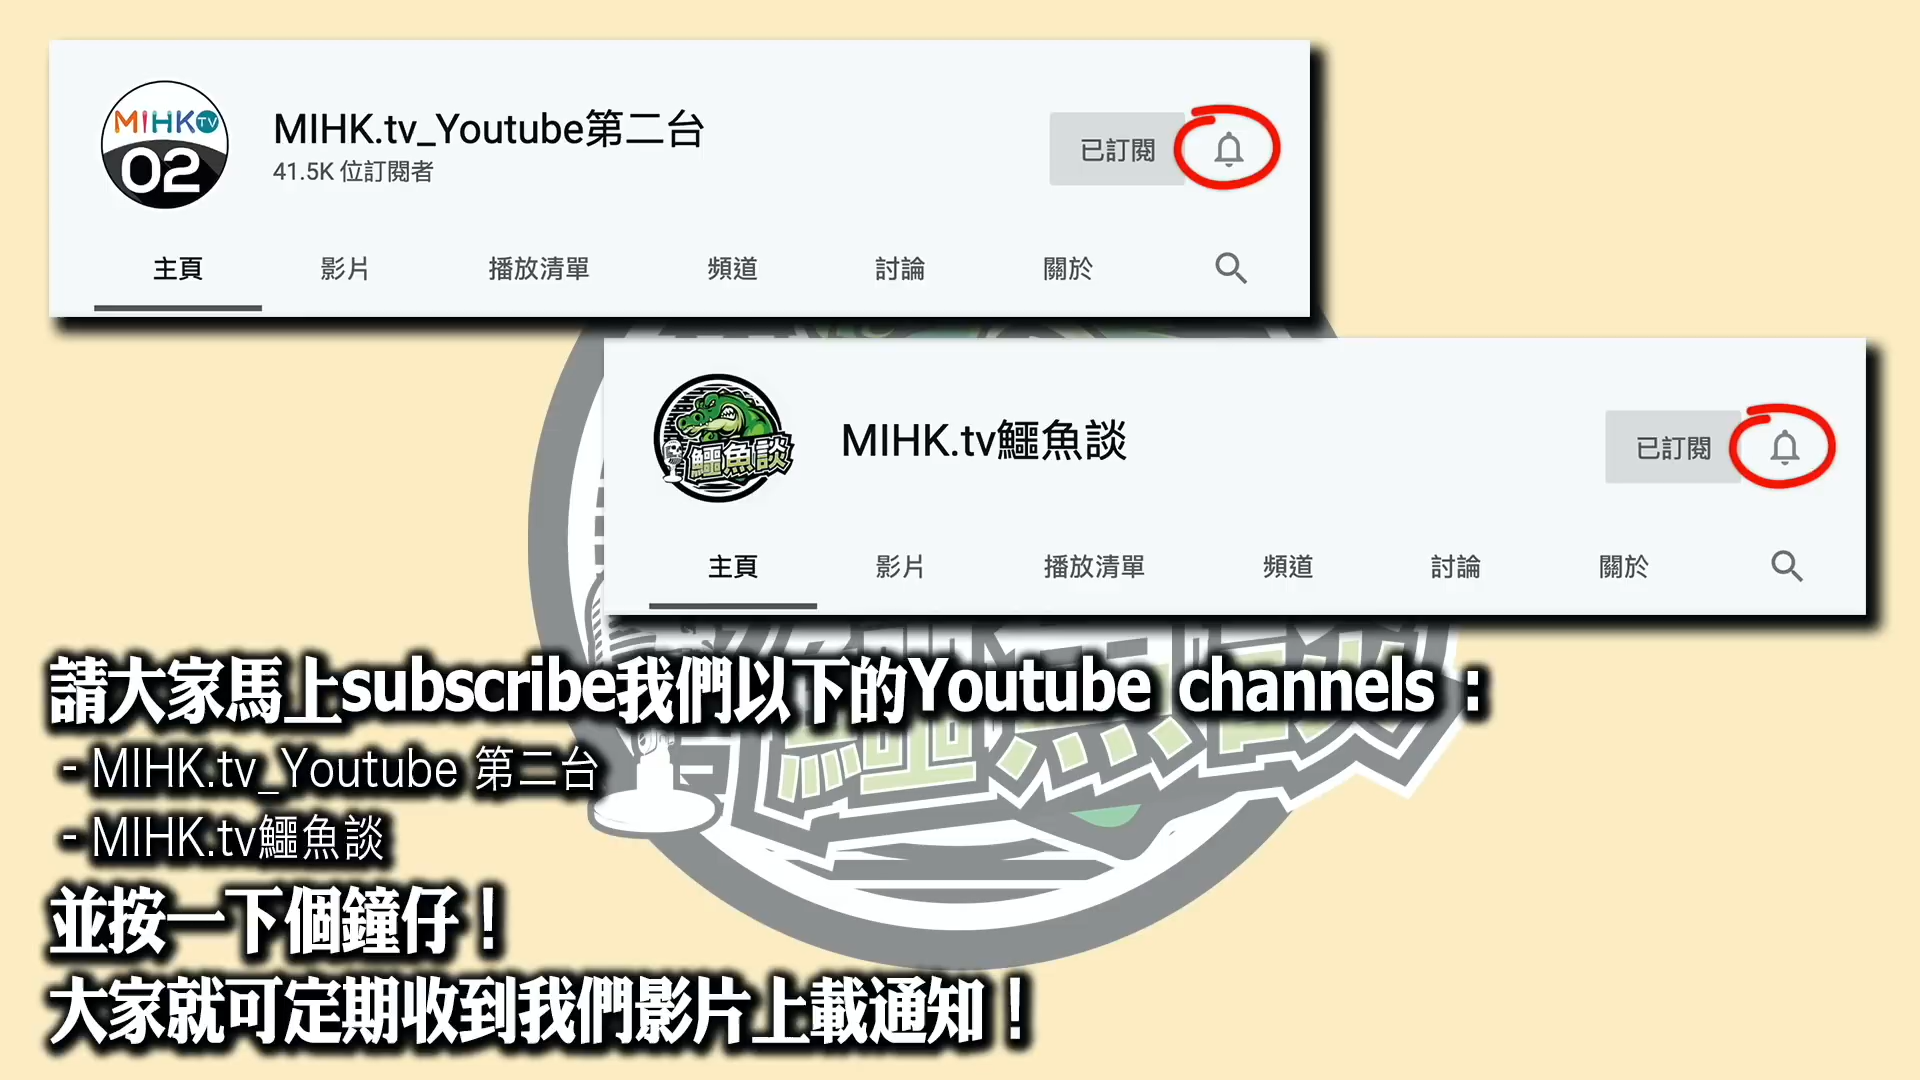 MIHK TV
02
MIHK.tv_Youtube第二台
41.5K 位訂閱者
已訂閱
主頁 影片 播放清單 頻道 討論 關於
鱷魚談
MIHK.tv鱷魚談
已訂閱
主頁 影片 播放清單 頻道 討論 關於
鱷魚談
請大家馬上subscribe我們以下的Youtube channels：
- MIHK.tv_Youtube 第二台
- MIHK.tv鱷魚談
並按一下個鐘仔！
大家就可定期收到我們影片上載通知！